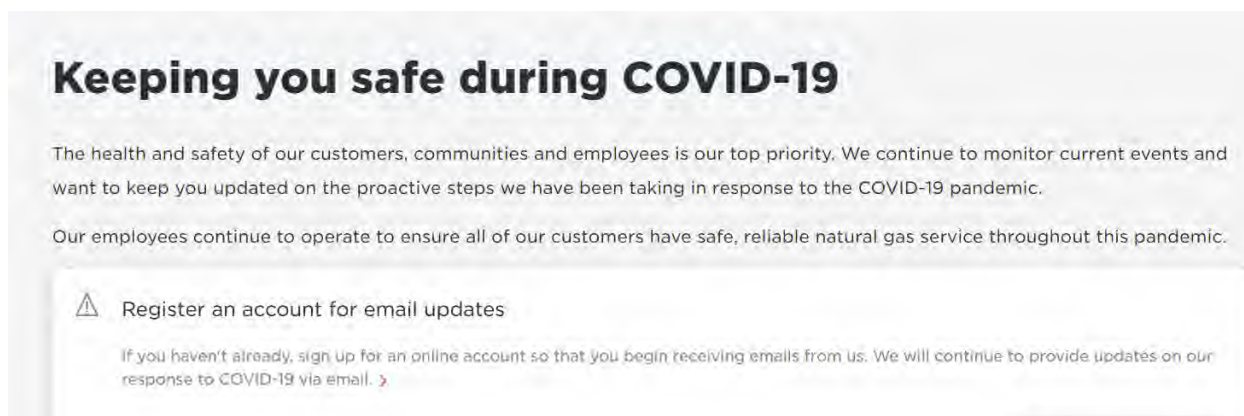 Keeping you safe during COVID-19
The health and safety of our customers, communities and employees is our top priority. We continue to monitor current events and
want to keep you updated on the proactive steps we have been taking in response to the COVID-19 pandemic.
Our employees continue to operate to ensure all of our customers have safe, reliable natural gas service throughout this pandemic.
Register an account for email updates
If you haven't already, sign up for an online account so that you begin receiving emails from us. We will continue to provide updates on our
response to COVID-19 via email. >